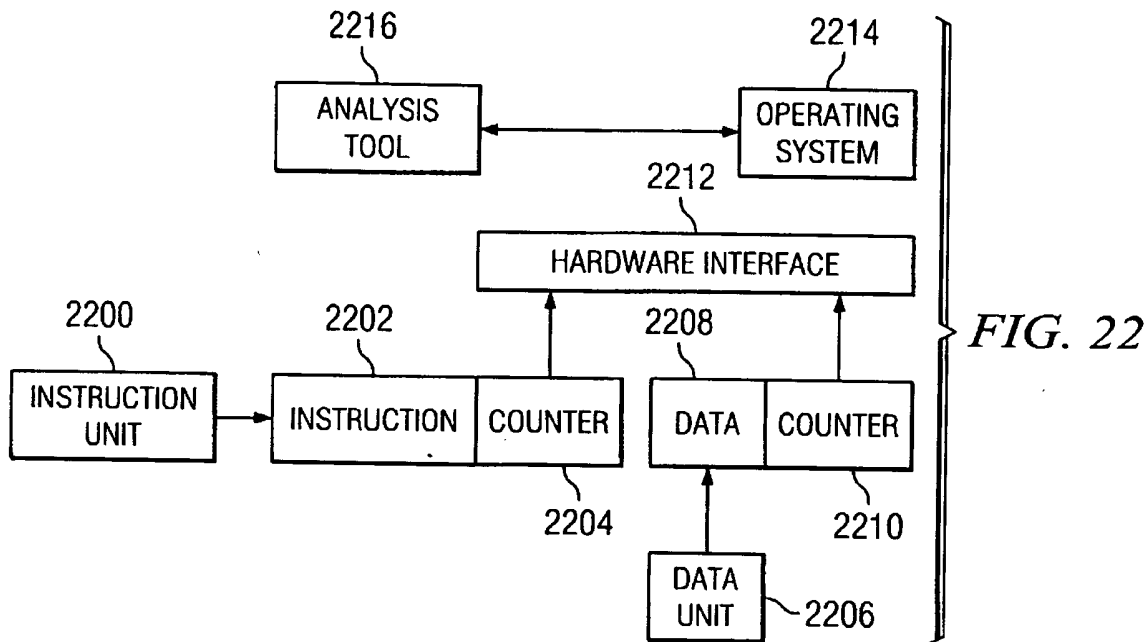 2216
2214
ANALYSIS
TOOL
OPERATING
SYSTEM
2212
HARDWARE INTERFACE
2200
2202
2208
FIG. 22
INSTRUCTION
UNIT
INSTRUCTION
COUNTER
DATA
COUNTER
2204
2210
DATA
UNIT
2206